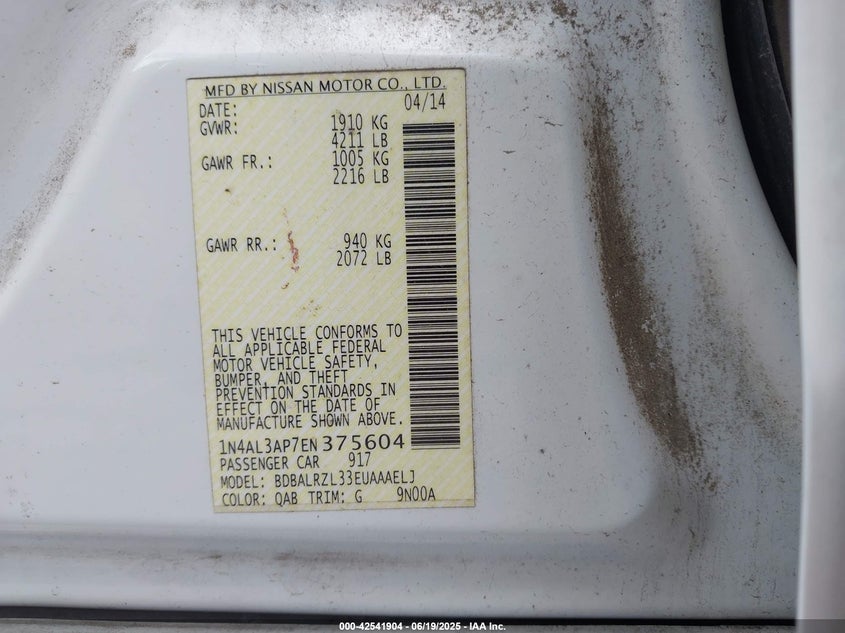 MFD BY NISSAN MOTOR CO., LTD.
DATE: 04/14
GVWR: 1910 KG
4211 LB
GAWR FR.: 1005 KG
2216 LB
GAWR RR.: 940 KG
2072 LB
THIS VEHICLE CONFORMS TO
ALL APPLICABLE FEDERAL
MOTOR VEHICLE SAFETY,
BUMPER, AND THEFT
PREVENTION STANDARDS IN
EFFECT ON THE DATE OF
MANUFACTURE SHOWN ABOVE.
1N4AL3AP7EN375604
PASSENGER CAR 917
MODEL: BDBALRZL33EUAAAELJ
COLOR: QAB TRIM: G 9N00A
000-42541904 - 06/19/2025 - IAA Inc.